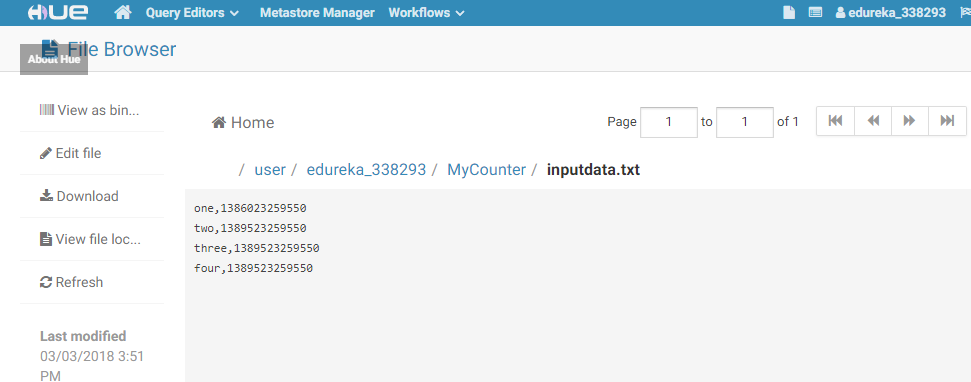 HUE Query Editors Metastore Manager Workflows edureka_338293
File Browser
About Hue
View as bin...
Edit file
Download
View file loc...
Refresh
Last modified
03/03/2018 3:51
PM
Home
Page 1 to 1 of 1
/ user / edureka_338293 / MyCounter / inputdata.txt
one,1386023259550
two,1389523259550
three,1389523259550
four,1389523259550